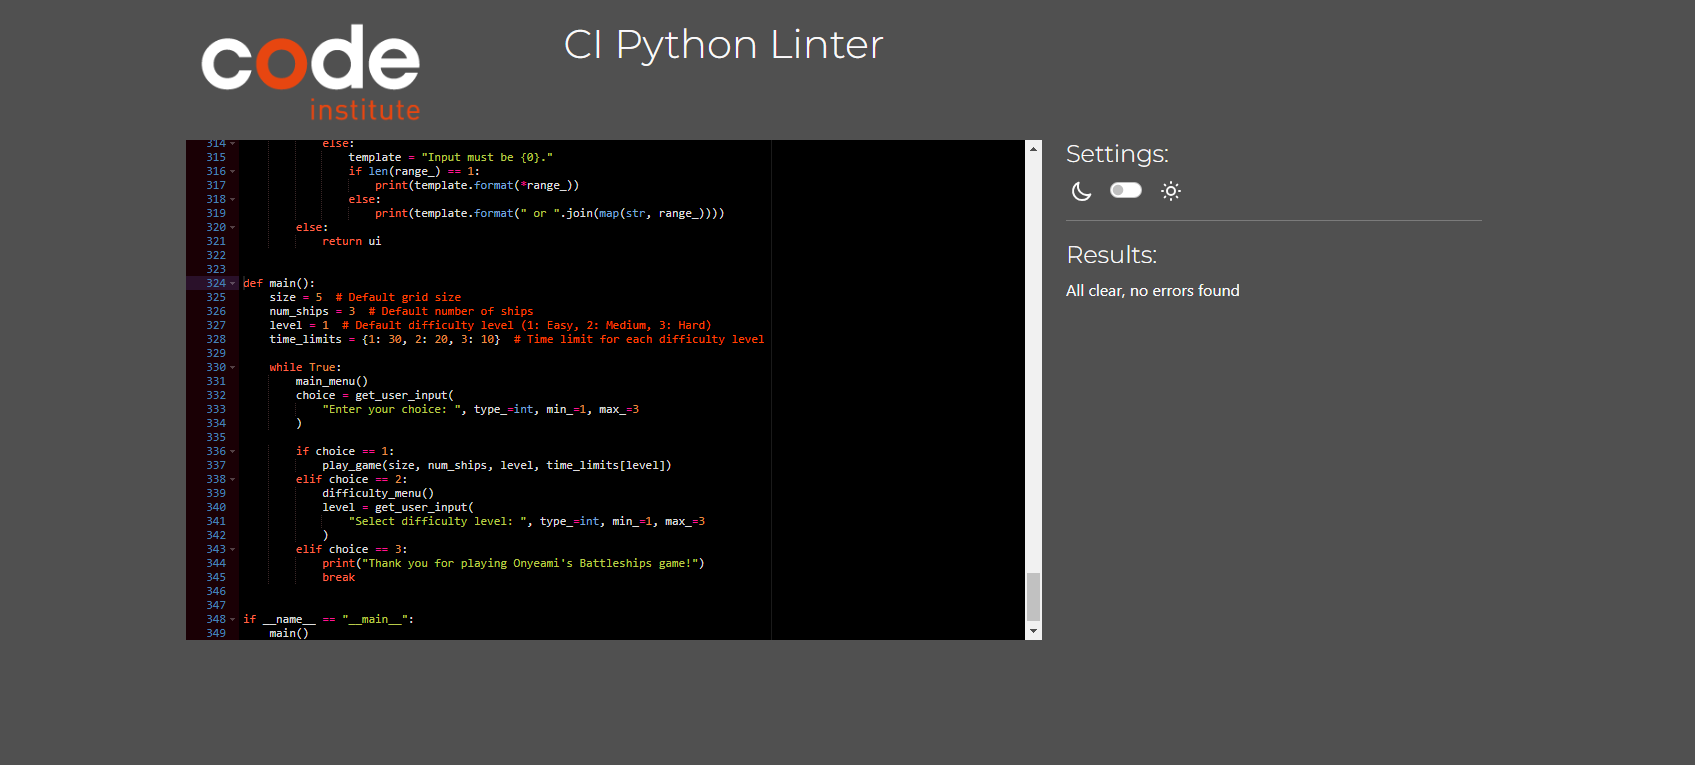 code
institute
CI Python Linter
314 else:
315 template = "Input must be {0}."
316 if len(range_) == 1:
317 print(template.format(*range_))
318 else:
319 print(template.format(" or ".join(map(str, range_))))
320 else:
321 return ui
322
323
324 def main():
325 size = 5  # Default grid size
326 num_ships = 3  # Default number of ships
327 level = 1  # Default difficulty level (1: Easy, 2: Medium, 3: Hard)
328 time_limits = {1: 30, 2: 20, 3: 10}  # Time limit for each difficulty level
329
330 while True:
331 main_menu()
332 choice = get_user_input(
333 "Enter your choice: ", type_=int, min_=1, max_=3
334 )
335
336 if choice == 1:
337 play_game(size, num_ships, level, time_limits[level])
338 elif choice == 2:
339 difficulty_menu()
340 level = get_user_input(
341 "Select difficulty level: ", type_=int, min_=1, max_=3
342 )
343 elif choice == 3:
344 print("Thank you for playing Onyeami's Battleships game!")
345 break
346
347
348 if __name__ == "__main__":
349 main()
Settings:
Results:
All clear, no errors found